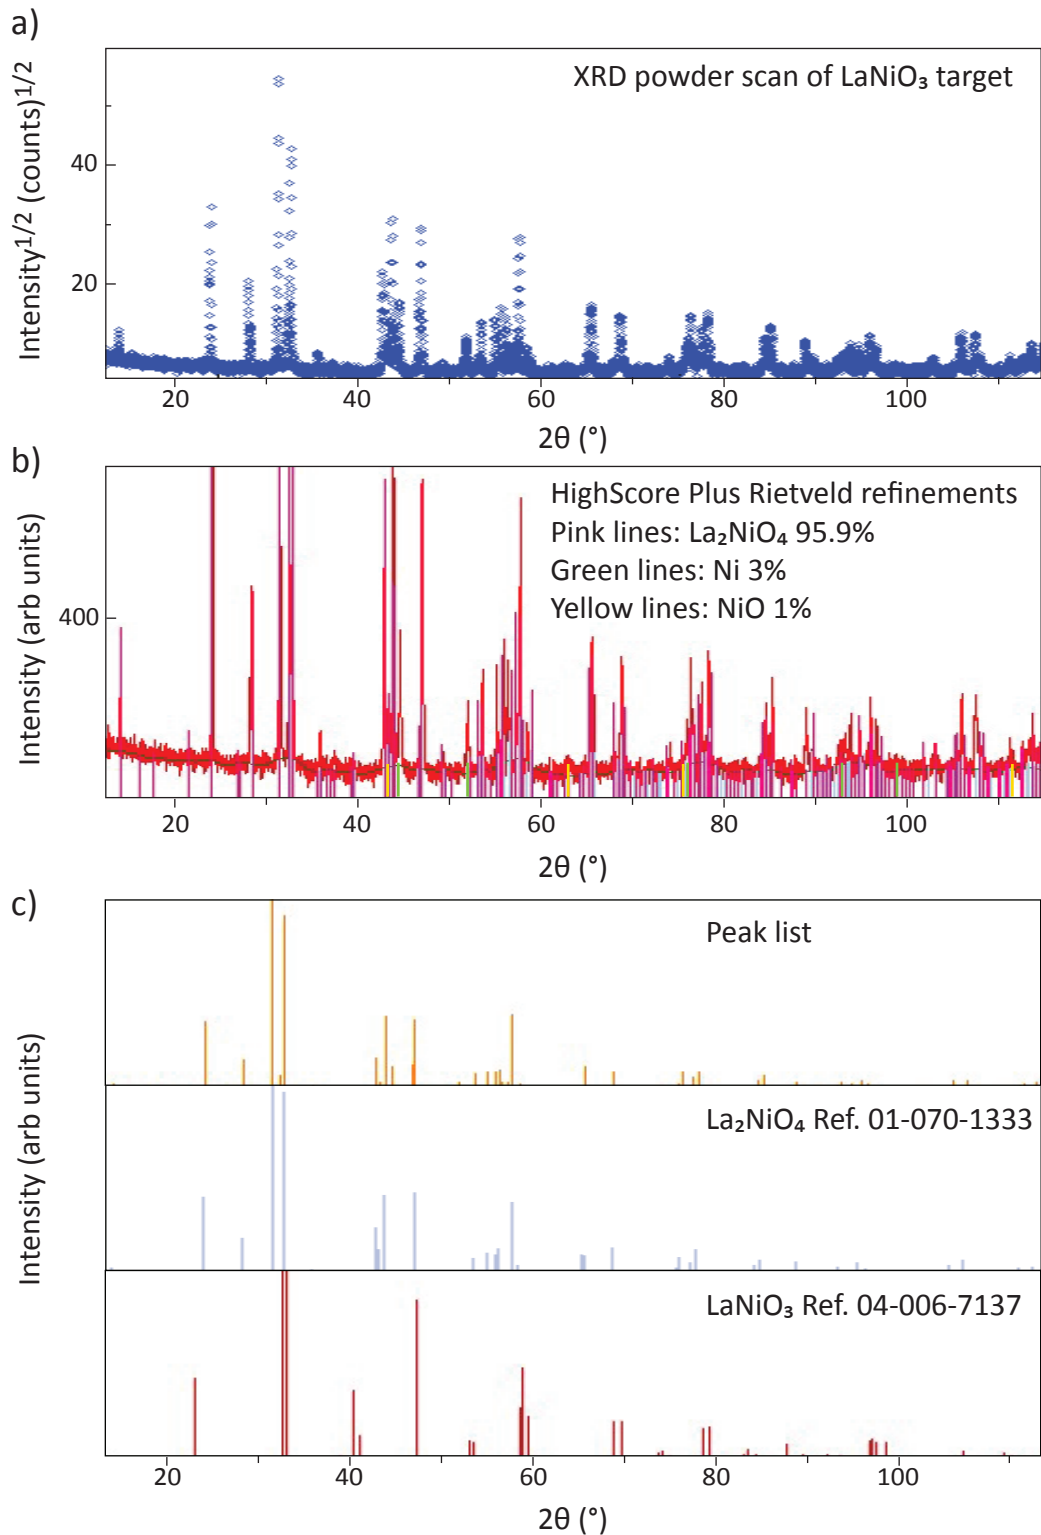 a)
XRD powder scan of LaNiO₃ target
Intensity¹/² (counts)¹/²
40
20
20 40 60 80 100
2θ (°)
b)
HighScore Plus Rietveld refinements
Pink lines: La₂NiO₄ 95.9%
Green lines: Ni 3%
Yellow lines: NiO 1%
Intensity (arb units)
400
20 40 60 80 100
2θ (°)
c)
Peak list
La₂NiO₄ Ref. 01-070-1333
LaNiO₃ Ref. 04-006-7137
Intensity (arb units)
20 40 60 80 100
2θ (°)